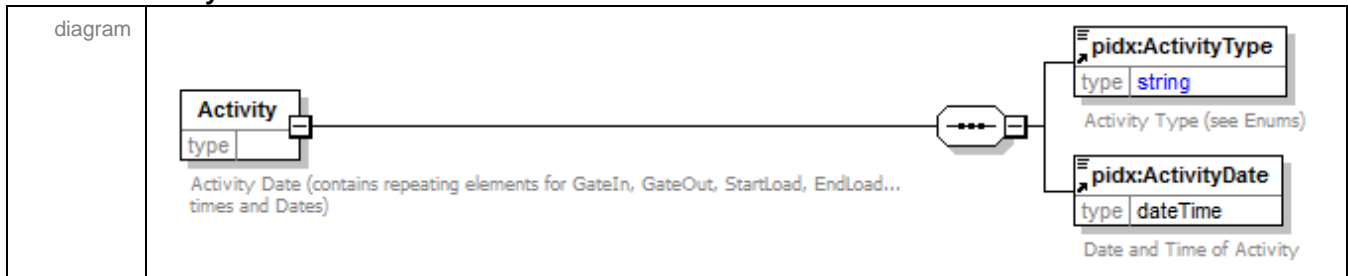 diagram
pidx:ActivityType
type string
Activity Type (see Enums)
Activity
type
Activity Date (contains repeating elements for GateIn, GateOut, StartLoad, EndLoad...
times and Dates)
pidx:ActivityDate
type dateTime
Date and Time of Activity